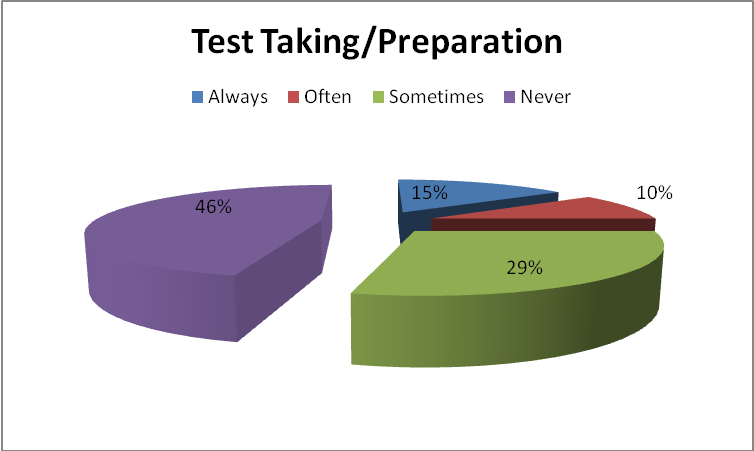 Test Taking/Preparation
Always Often Sometimes Never
15%
10%
46%
29%